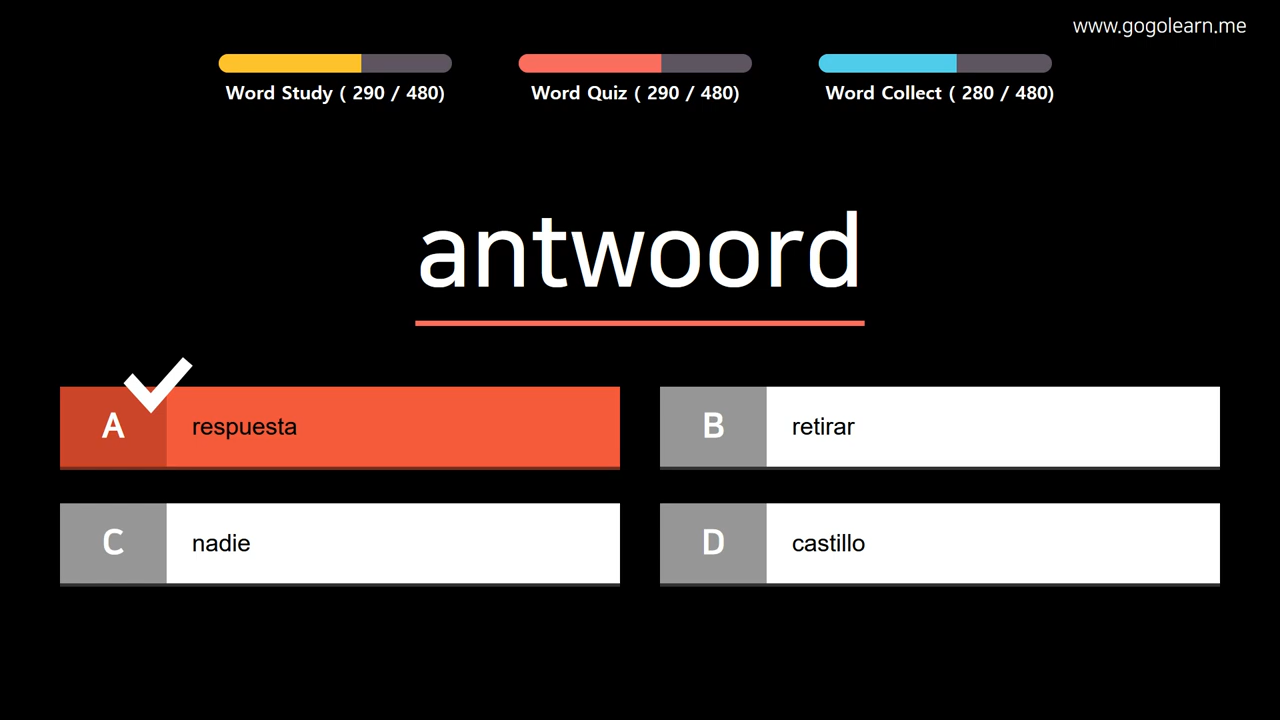 www.gogolearn.me
Word Study ( 290 / 480)
Word Quiz ( 290 / 480)
Word Collect ( 280 / 480)
antwoord
A respuesta
B retirar
C nadie
D castillo